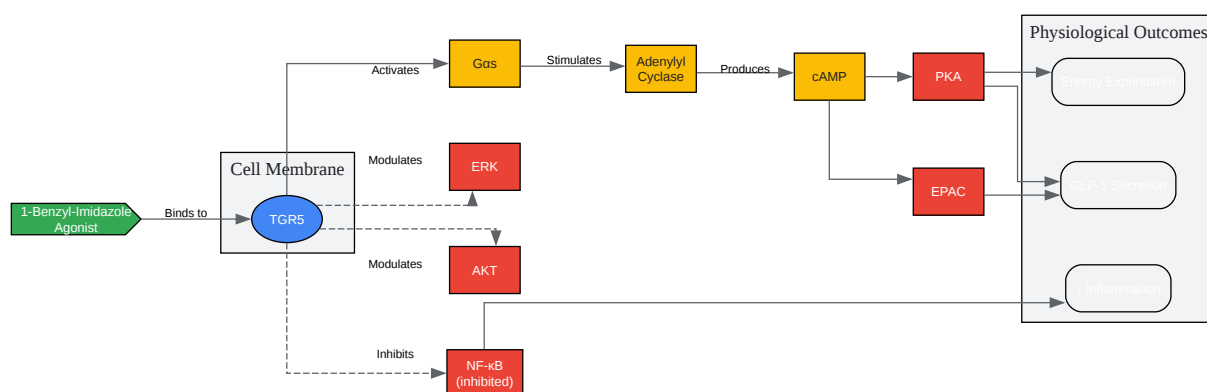 Physiological Outcomes
Gαs
Activates
Stimulates
Adenylyl
Cyclase
Produces
cAMP
PKA
Energy Expenditure
Modulates
ERK
Cell Membrane
EPAC
GLP-1 Secretion
1-Benzyl-Imidazole
Agonist
Binds to
TGR5
Modulates
AKT
Inflammation
Inhibits
NF-κB
(inhibited)